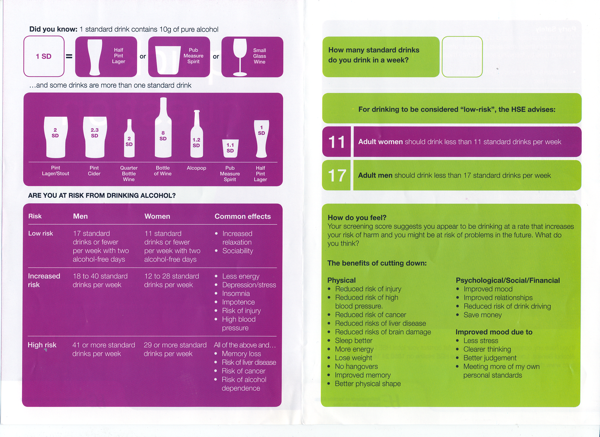 Did you know: 1 standard drink contains 10g of pure alcohol
1 SD
=
Half
Pint
Lager
or
Pub
Measure
Spirit
or
Small
Glass
Wine
…and some drinks are more than one standard drink
2
SD
2.3
SD
2
SD
8
SD
1.2
SD
1.1
SD
1
SD
Pint
Lager/Stout
Pint
Cider
Quarter
Bottle
Wine
Bottle
of Wine
Alcopop
Pub
Measure
Spirit
Half
Pint
Lager
ARE YOU AT RISK FROM DRINKING ALCOHOL?
Risk Men Women Common effects
Low risk
17 standard
drinks or fewer
per week with two
alcohol-free days
11 standard
drinks or fewer
per week with two
alcohol-free days
• Increased
relaxation
• Sociability
Increased
risk
18 to 40 standard
drinks per week
12 to 28 standard
drinks per week
• Less energy
• Depression/stress
• Insomnia
• Impotence
• Risk of injury
• High blood
pressure
High risk
41 or more standard
drinks per week
29 or more standard
drinks per week
All of the above and…
• Memory loss
• Risk of liver disease
• Risk of cancer
• Risk of alcohol
dependence
How many standard drinks
do you drink in a week?
For drinking to be considered “low-risk”, the HSE advises:
11 Adult women should drink less than 11 standard drinks per week
17 Adult men should drink less than 17 standard drinks per week
How do you feel?
Your screening score suggests you appear to be drinking at a rate that increases
your risk of harm and you might be at risk of problems in the future. What do
you think?
The benefits of cutting down:
Physical
• Reduced risk of injury
• Reduced risk of high
blood pressure
• Reduced risk of cancer
• Reduced risks of liver disease
• Reduced risks of brain damage
• Sleep better
• More energy
• Lose weight
• No hangovers
• Improved memory
• Better physical shape
Psychological/Social/Financial
• Improved mood
• Improved relationships
• Reduced risk of drink driving
• Save money
Improved mood due to
• Less stress
• Clearer thinking
• Better judgement
• Meeting more of my own
personal standards